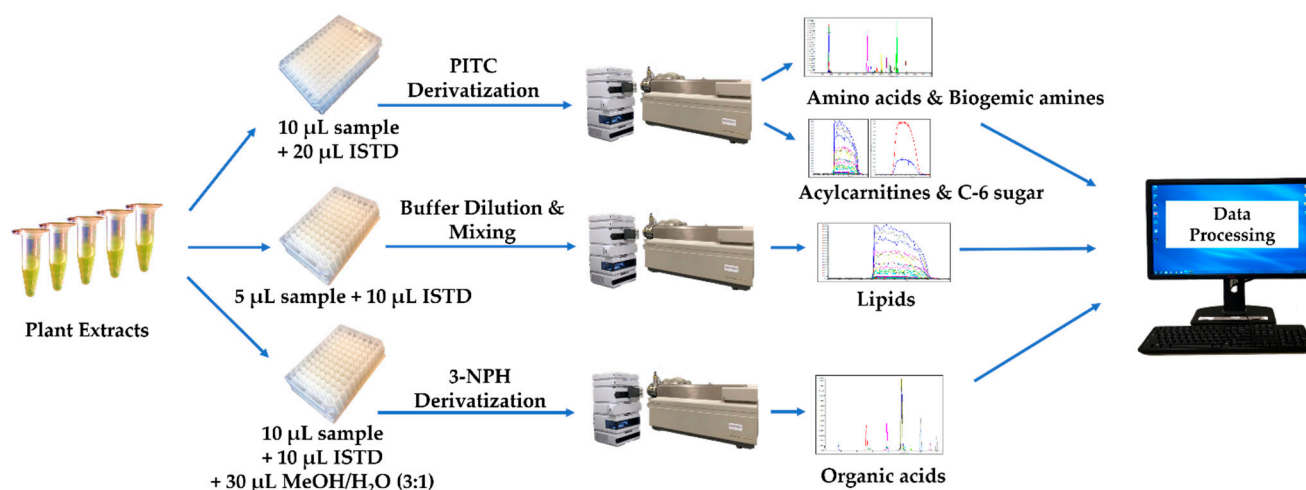 PITC
Derivatization
10 µL sample
+ 20 µL ISTD
Amino acids & Biogemic amines
Acylcarnitines & C-6 sugar
Plant Extracts
Buffer Dilution &
Mixing
5 µL sample + 10 µL ISTD
Lipids
Data
Processing
3-NPH
Derivatization
10 µL sample
+ 10 µL ISTD
+ 30 µL MeOH/H₂O (3:1)
Organic acids